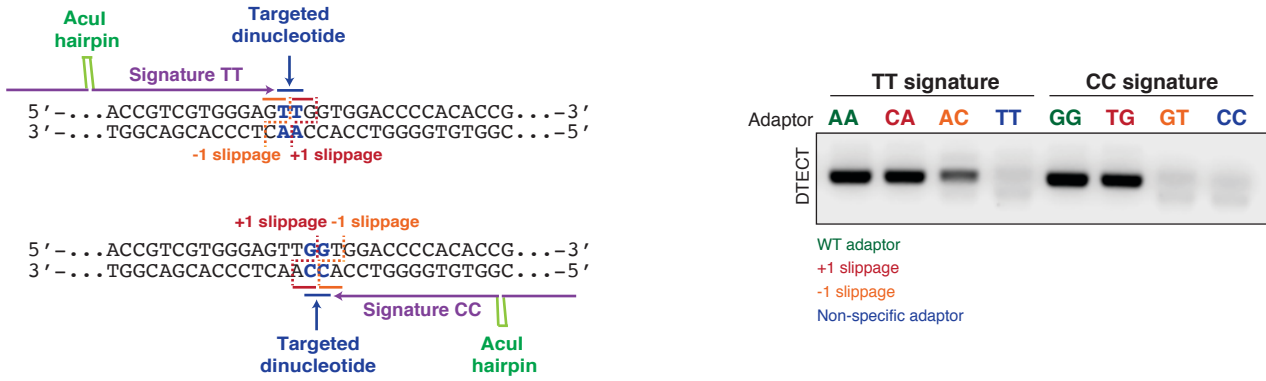 AcuI
hairpin
Targeted
dinucleotide
Signature TT
5′–...ACCGTCGTGGGAGTTGGTGGACCCCACACCG...–3′
3′–...TGGCAGCACCCTCAACCACCTGGGGTGTGGC...–5′
-1 slippage
+1 slippage
+1 slippage
-1 slippage
5′–...ACCGTCGTGGGAGTTGGTGGACCCCACACCG...–3′
3′–...TGGCAGCACCCTCAACCACCTGGGGTGTGGC...–5′
Signature CC
Targeted
dinucleotide
AcuI
hairpin
TT signature
CC signature
Adaptor AA CA AC TT GG TG GT CC
DTECT
WT adaptor
+1 slippage
-1 slippage
Non-specific adaptor